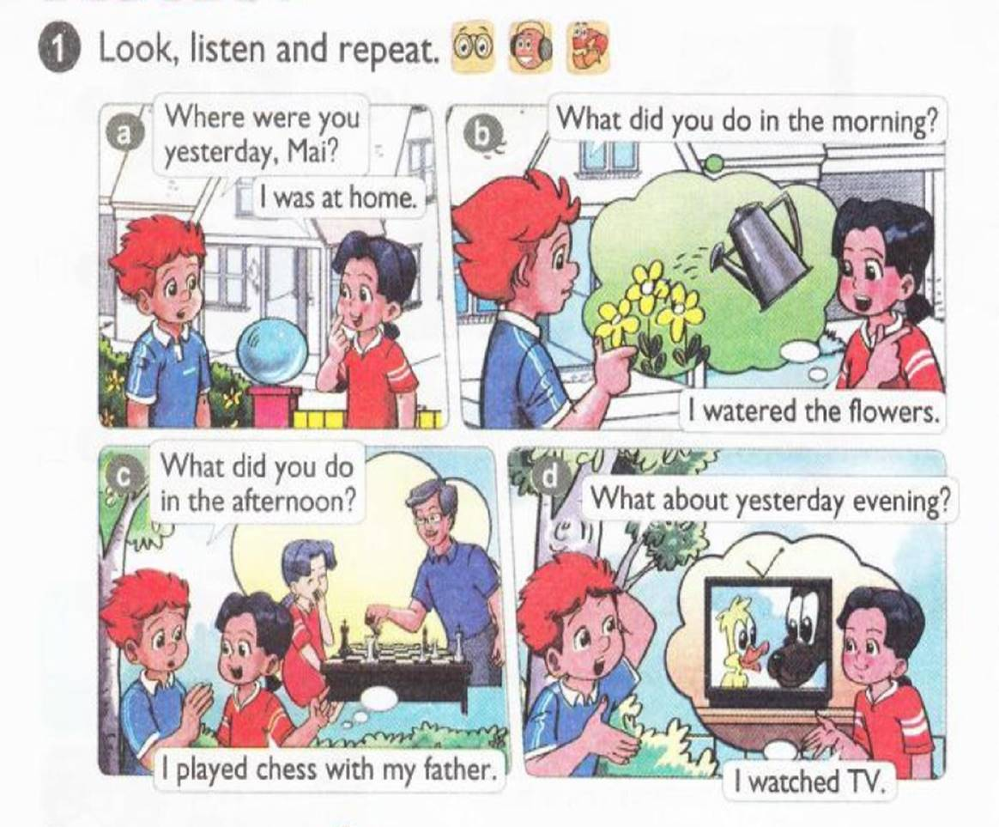 1 Look, listen and repeat.
a
Where were you
yesterday, Mai?
I was at home.
b
What did you do in the morning?
I watered the flowers.
c
What did you do
in the afternoon?
I played chess with my father.
d
What about yesterday evening?
I watched TV.